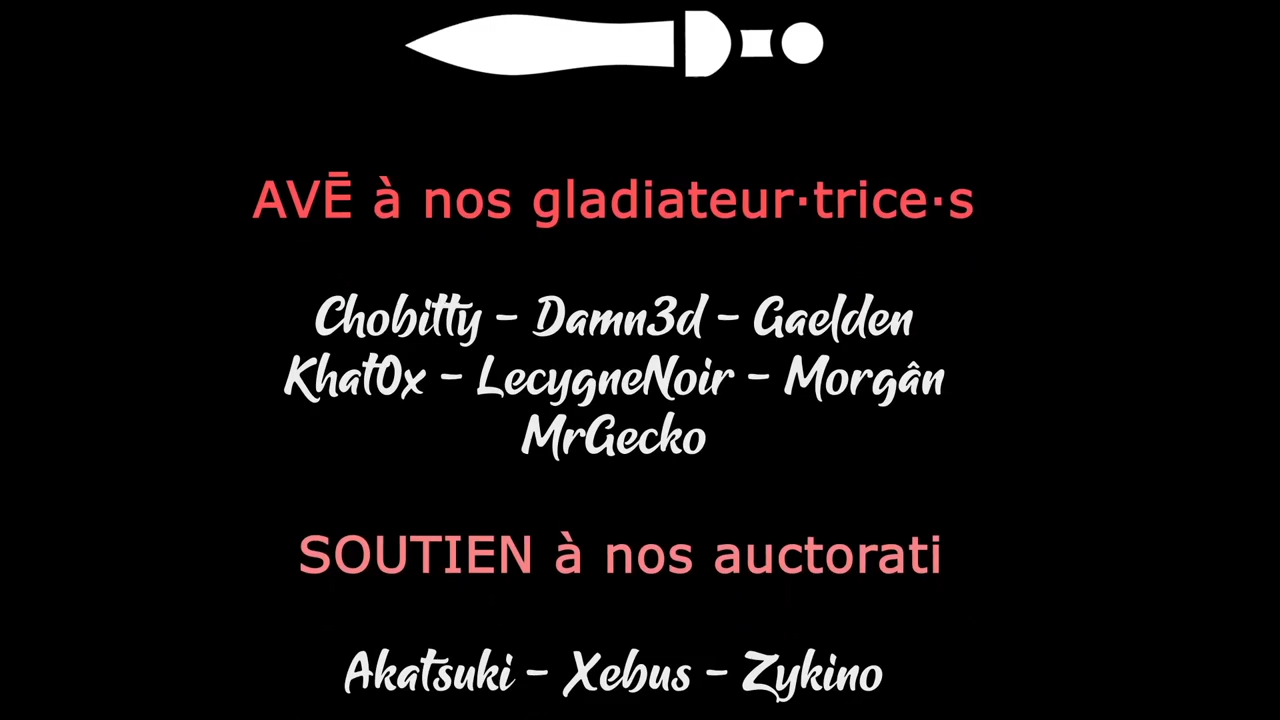 AVĒ à nos gladiateur·trice·s
Chobitty - Damn3d - Gaelden
Khat0x - LecygneNoir - Morgân
MrGecko
SOUTIEN à nos auctorati
Akatsuki - Xebus - Zykino